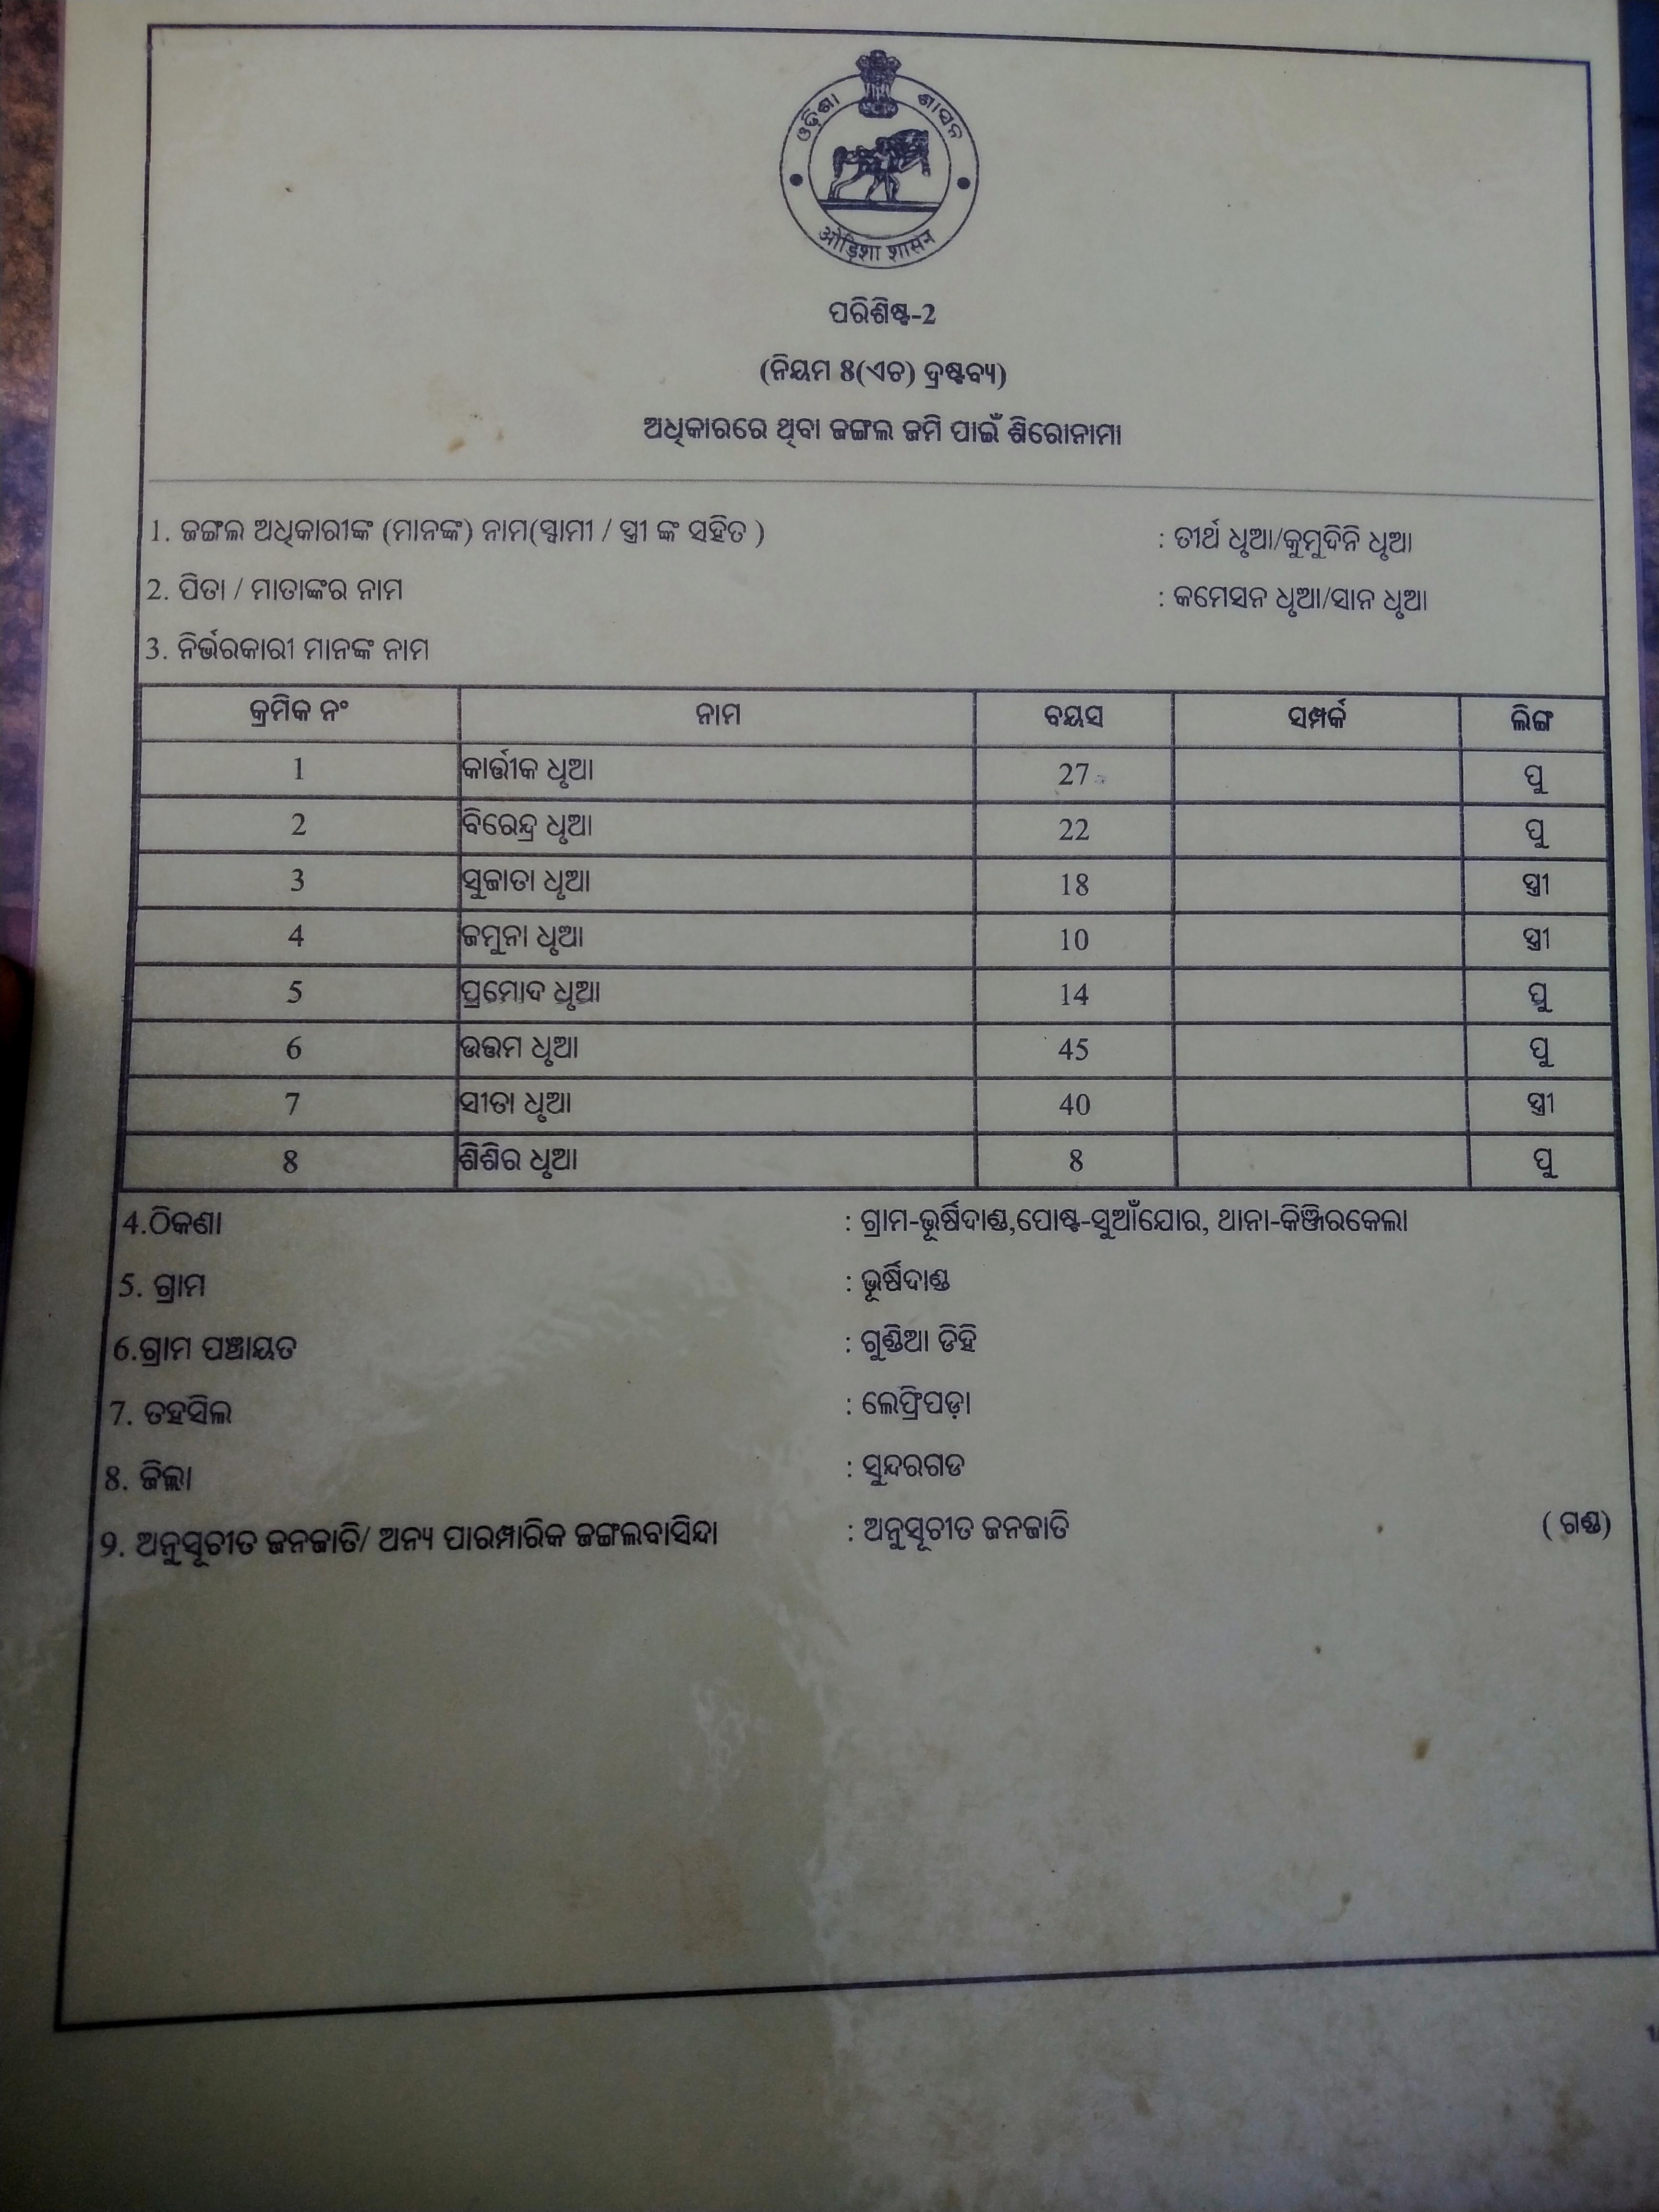 ଓଡ଼ିଶା ଶାସନ
ओड़िशा शासन
ପରିଶିଷ୍ଟ-2
(ନିୟମ 8(ଏଚ) ଦ୍ରଷ୍ଟବ୍ୟ)
ଅଧିକାରରେ ଥିବା ଜଙ୍ଗଲ ଜମି ପାଇଁ ଶିରୋନାମା
1. ଜଙ୍ଗଲ ଅଧିକାରୀଙ୍କ (ମାନଙ୍କ) ନାମ(ସ୍ଵାମୀ / ସ୍ତ୍ରୀ ଙ୍କ ସହିତ ) : ତୀର୍ଥ ଧୃଆ/କୁମୁଦିନି ଧୃଆ
2. ପିତା / ମାତାଙ୍କର ନାମ : କମେସନ ଧୃଆ/ସାନ ଧୃଆ
3. ନିର୍ଭରକାରୀ ମାନଙ୍କ ନାମ
କ୍ରମିକ ନଂ ନାମ ବୟସ ସମ୍ପର୍କ ଲିଙ୍ଗ
1 କାର୍ତ୍ତୀକ ଧୃଆ 27 ପୁ
2 ବିରେନ୍ଦ୍ର ଧୃଆ 22 ପୁ
3 ସୁଜାତା ଧୃଆ 18 ସ୍ତ୍ରୀ
4 ଜମୁନା ଧୃଆ 10 ସ୍ତ୍ରୀ
5 ପ୍ରମୋଦ ଧୃଆ 14 ପୁ
6 ଉତ୍ତମ ଧୃଆ 45 ପୁ
7 ସୀତା ଧୃଆ 40 ସ୍ତ୍ରୀ
8 ଶିଶିର ଧୃଆ 8 ପୁ
4.ଠିକଣା : ଗ୍ରାମ-ଭୂର୍ଷିଦାଣ୍ଡ,ପୋଷ୍ଟ-ସୁଆଁଯୋର, ଥାନା-କିଞ୍ଜିରକେଲା
5. ଗ୍ରାମ : ଭୂର୍ଷିଦାଣ୍ଡ
6.ଗ୍ରାମ ପଞ୍ଚାୟତ : ଗୁଣ୍ଡିଆ ଡିହି
7. ତହସିଲ : ଲେଫ୍ରିପଡ଼ା
8. ଜିଲ୍ଲା : ସୁନ୍ଦରଗଡ
9. ଅନୁସୂଚୀତ ଜନଜାତି/ ଅନ୍ୟ ପାରମ୍ପାରିକ ଜଙ୍ଗଲବାସିନ୍ଦା : ଅନୁସୂଚୀତ ଜନଜାତି ( ଗଣ୍ଡ)